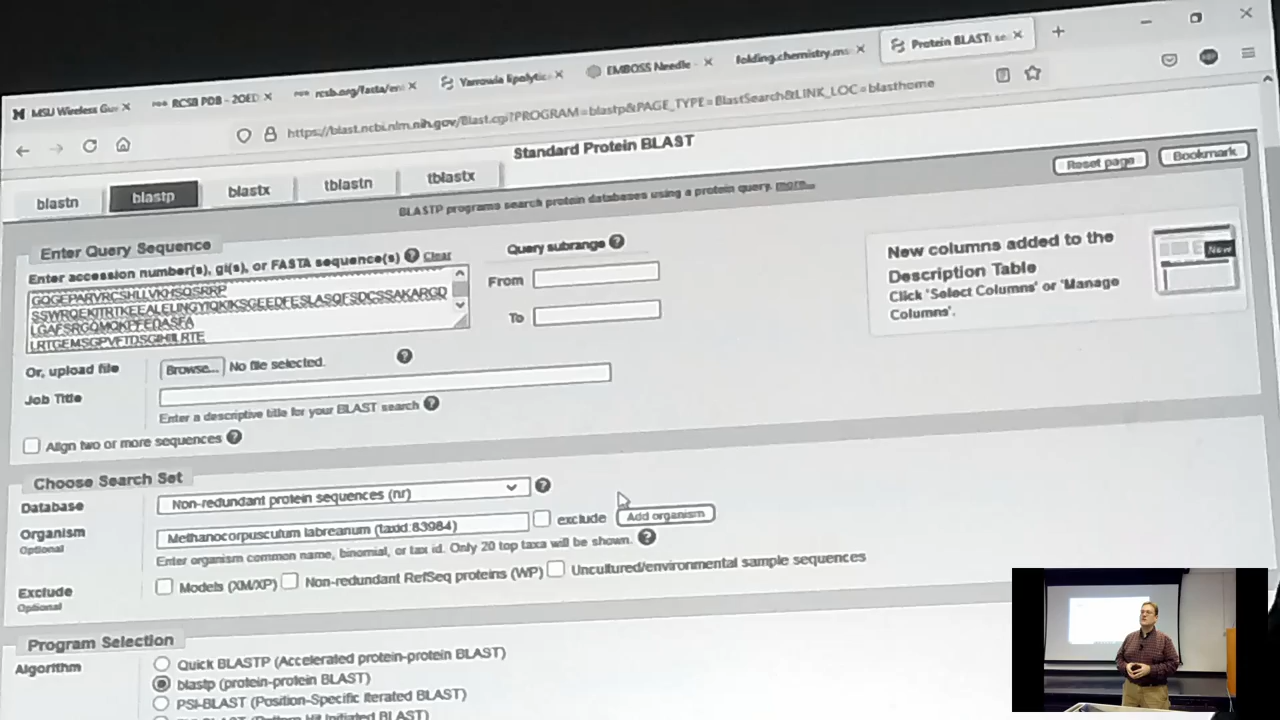 MSU Wireless Gu
RCSB PDB - 2OED
rcsb.org/fasta/en
Yarrowia lipolytic
EMBOSS Needle
folding.chemistry.ms
Protein BLAST: se
https://blast.ncbi.nlm.nih.gov/Blast.cgi?PROGRAM=blastp&PAGE_TYPE=BlastSearch&LINK_LOC=blasthome
Standard Protein BLAST
Reset page
Bookmark
blastn
blastp
blastx
tblastn
tblastx
BLASTP programs search protein databases using a protein query. more...
Enter Query Sequence
Enter accession number(s), gi(s), or FASTA sequence(s) ? Clear
Query subrange ?
From
To
LRTGEMSGPVFTDSGIHIILRTE
New columns added to the
Description Table
Click 'Select Columns' or 'Manage
Columns'.
New
Or, upload file
Browse... No file selected. ?
Job Title
Enter a descriptive title for your BLAST search ?
Align two or more sequences ?
Choose Search Set
Database
Non-redundant protein sequences (nr) ?
Organism
Optional
Methanocorpusculum labreanum (taxid:83984)
exclude
Add organism
Enter organism common name, binomial, or tax id. Only 20 top taxa will be shown. ?
Exclude
Optional
Models (XM/XP) Non-redundant RefSeq proteins (WP) Uncultured/environmental sample sequences
Program Selection
Algorithm
Quick BLASTP (Accelerated protein-protein BLAST)
blastp (protein-protein BLAST)
PSI-BLAST (Position-Specific Iterated BLAST)